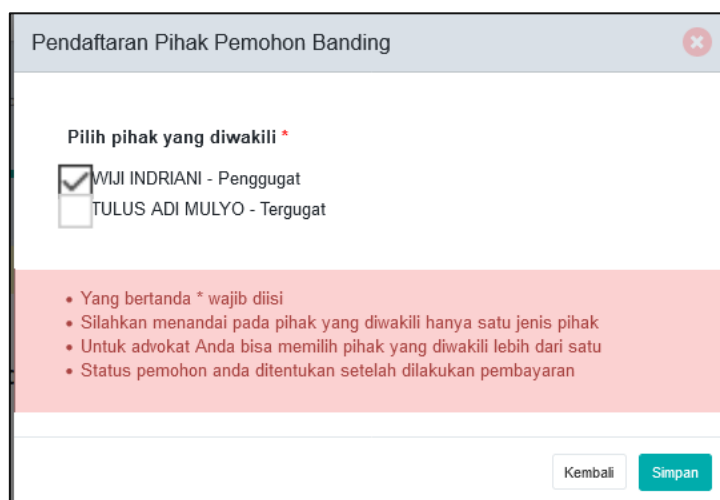 Pendaftaran Pihak Pemohon Banding
Pilih pihak yang diwakili *
WIJI INDRIANI - Penggugat
TULUS ADI MULYO - Tergugat
• Yang bertanda * wajib diisi
• Silahkan menandai pada pihak yang diwakili hanya satu jenis pihak
• Untuk advokat Anda bisa memilih pihak yang diwakili lebih dari satu
• Status pemohon anda ditentukan setelah dilakukan pembayaran
Kembali Simpan